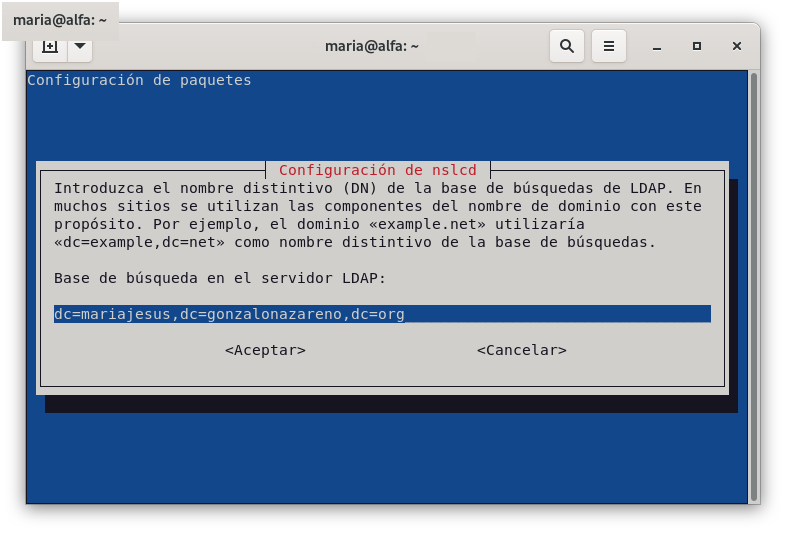 maria@alfa: ~
maria@alfa: ~
Configuración de paquetes
Configuración de nslcd
Introduzca el nombre distintivo (DN) de la base de búsquedas de LDAP. En
muchos sitios se utilizan las componentes del nombre de dominio con este
propósito. Por ejemplo, el dominio «example.net» utilizaría
«dc=example,dc=net» como nombre distintivo de la base de búsquedas.
Base de búsqueda en el servidor LDAP:
dc=mariajesus,dc=gonzalonazareno,dc=org
<Aceptar> <Cancelar>